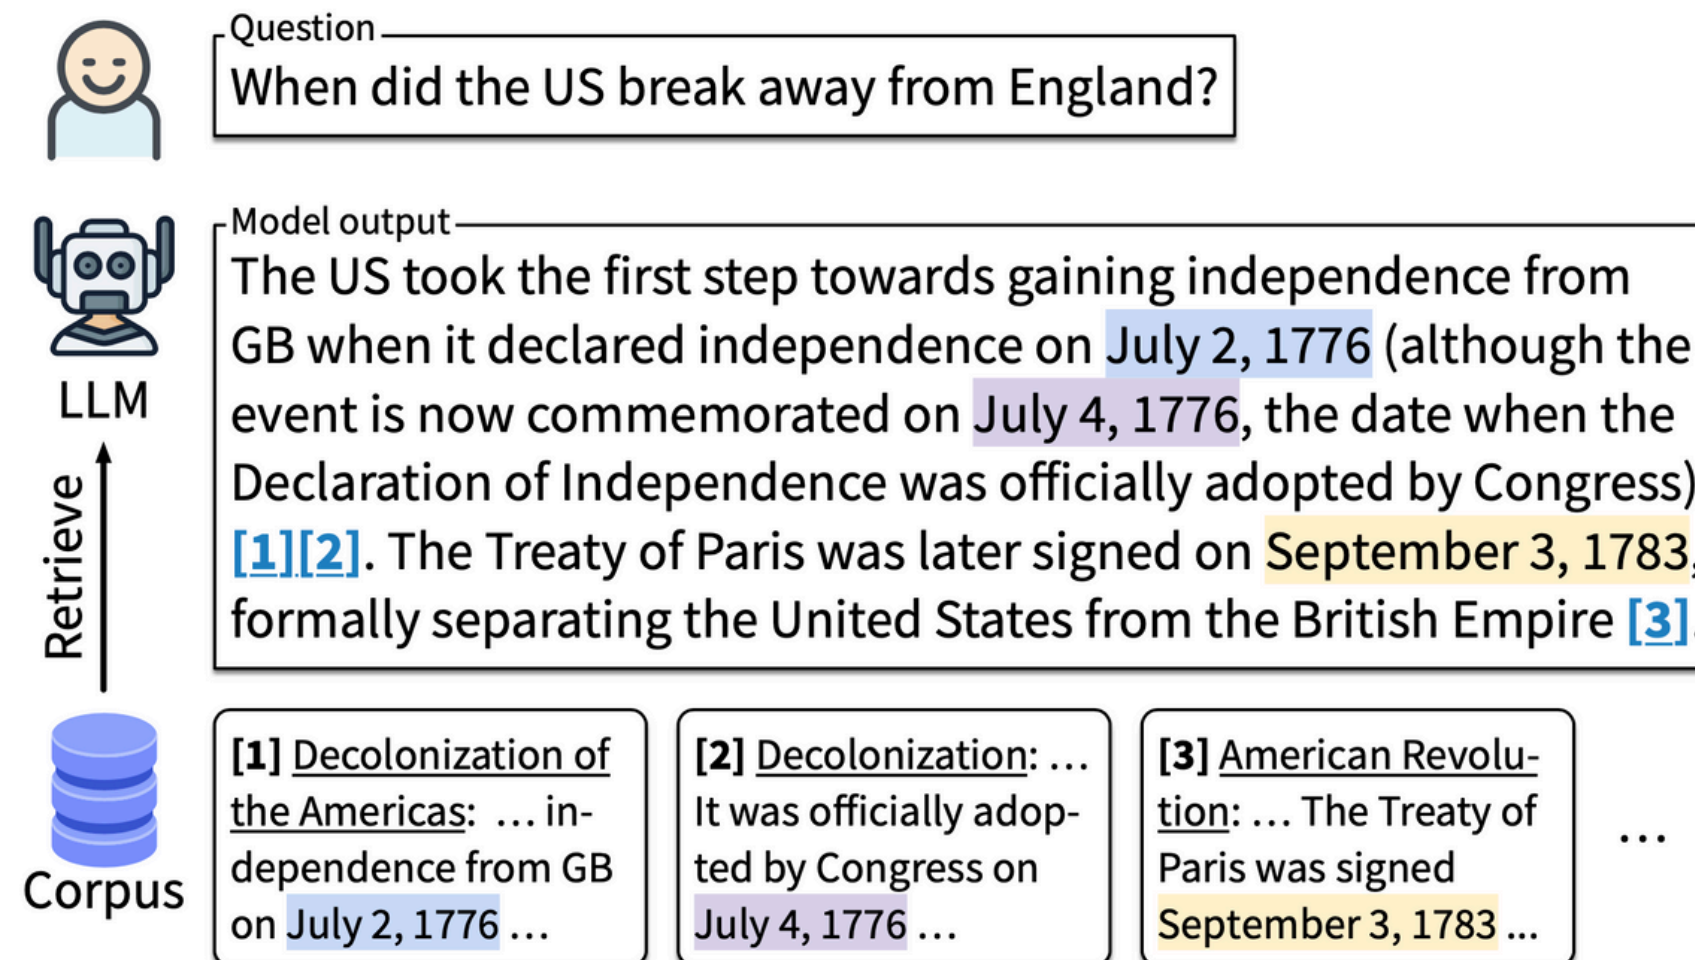 Question
When did the US break away from England?
Model output
The US took the first step towards gaining independence from
GB when it declared independence on July 2, 1776 (although the
event is now commemorated on July 4, 1776, the date when the
Declaration of Independence was officially adopted by Congress)
[1][2]. The Treaty of Paris was later signed on September 3, 1783,
formally separating the United States from the British Empire [3].
LLM
Retrieve
Corpus
[1] Decolonization of
the Americas: ... in-
dependence from GB
on July 2, 1776 ...
[2] Decolonization: ...
It was officially adop-
ted by Congress on
July 4, 1776 ...
[3] American Revolu-
tion: ... The Treaty of
Paris was signed
September 3, 1783 ...
...